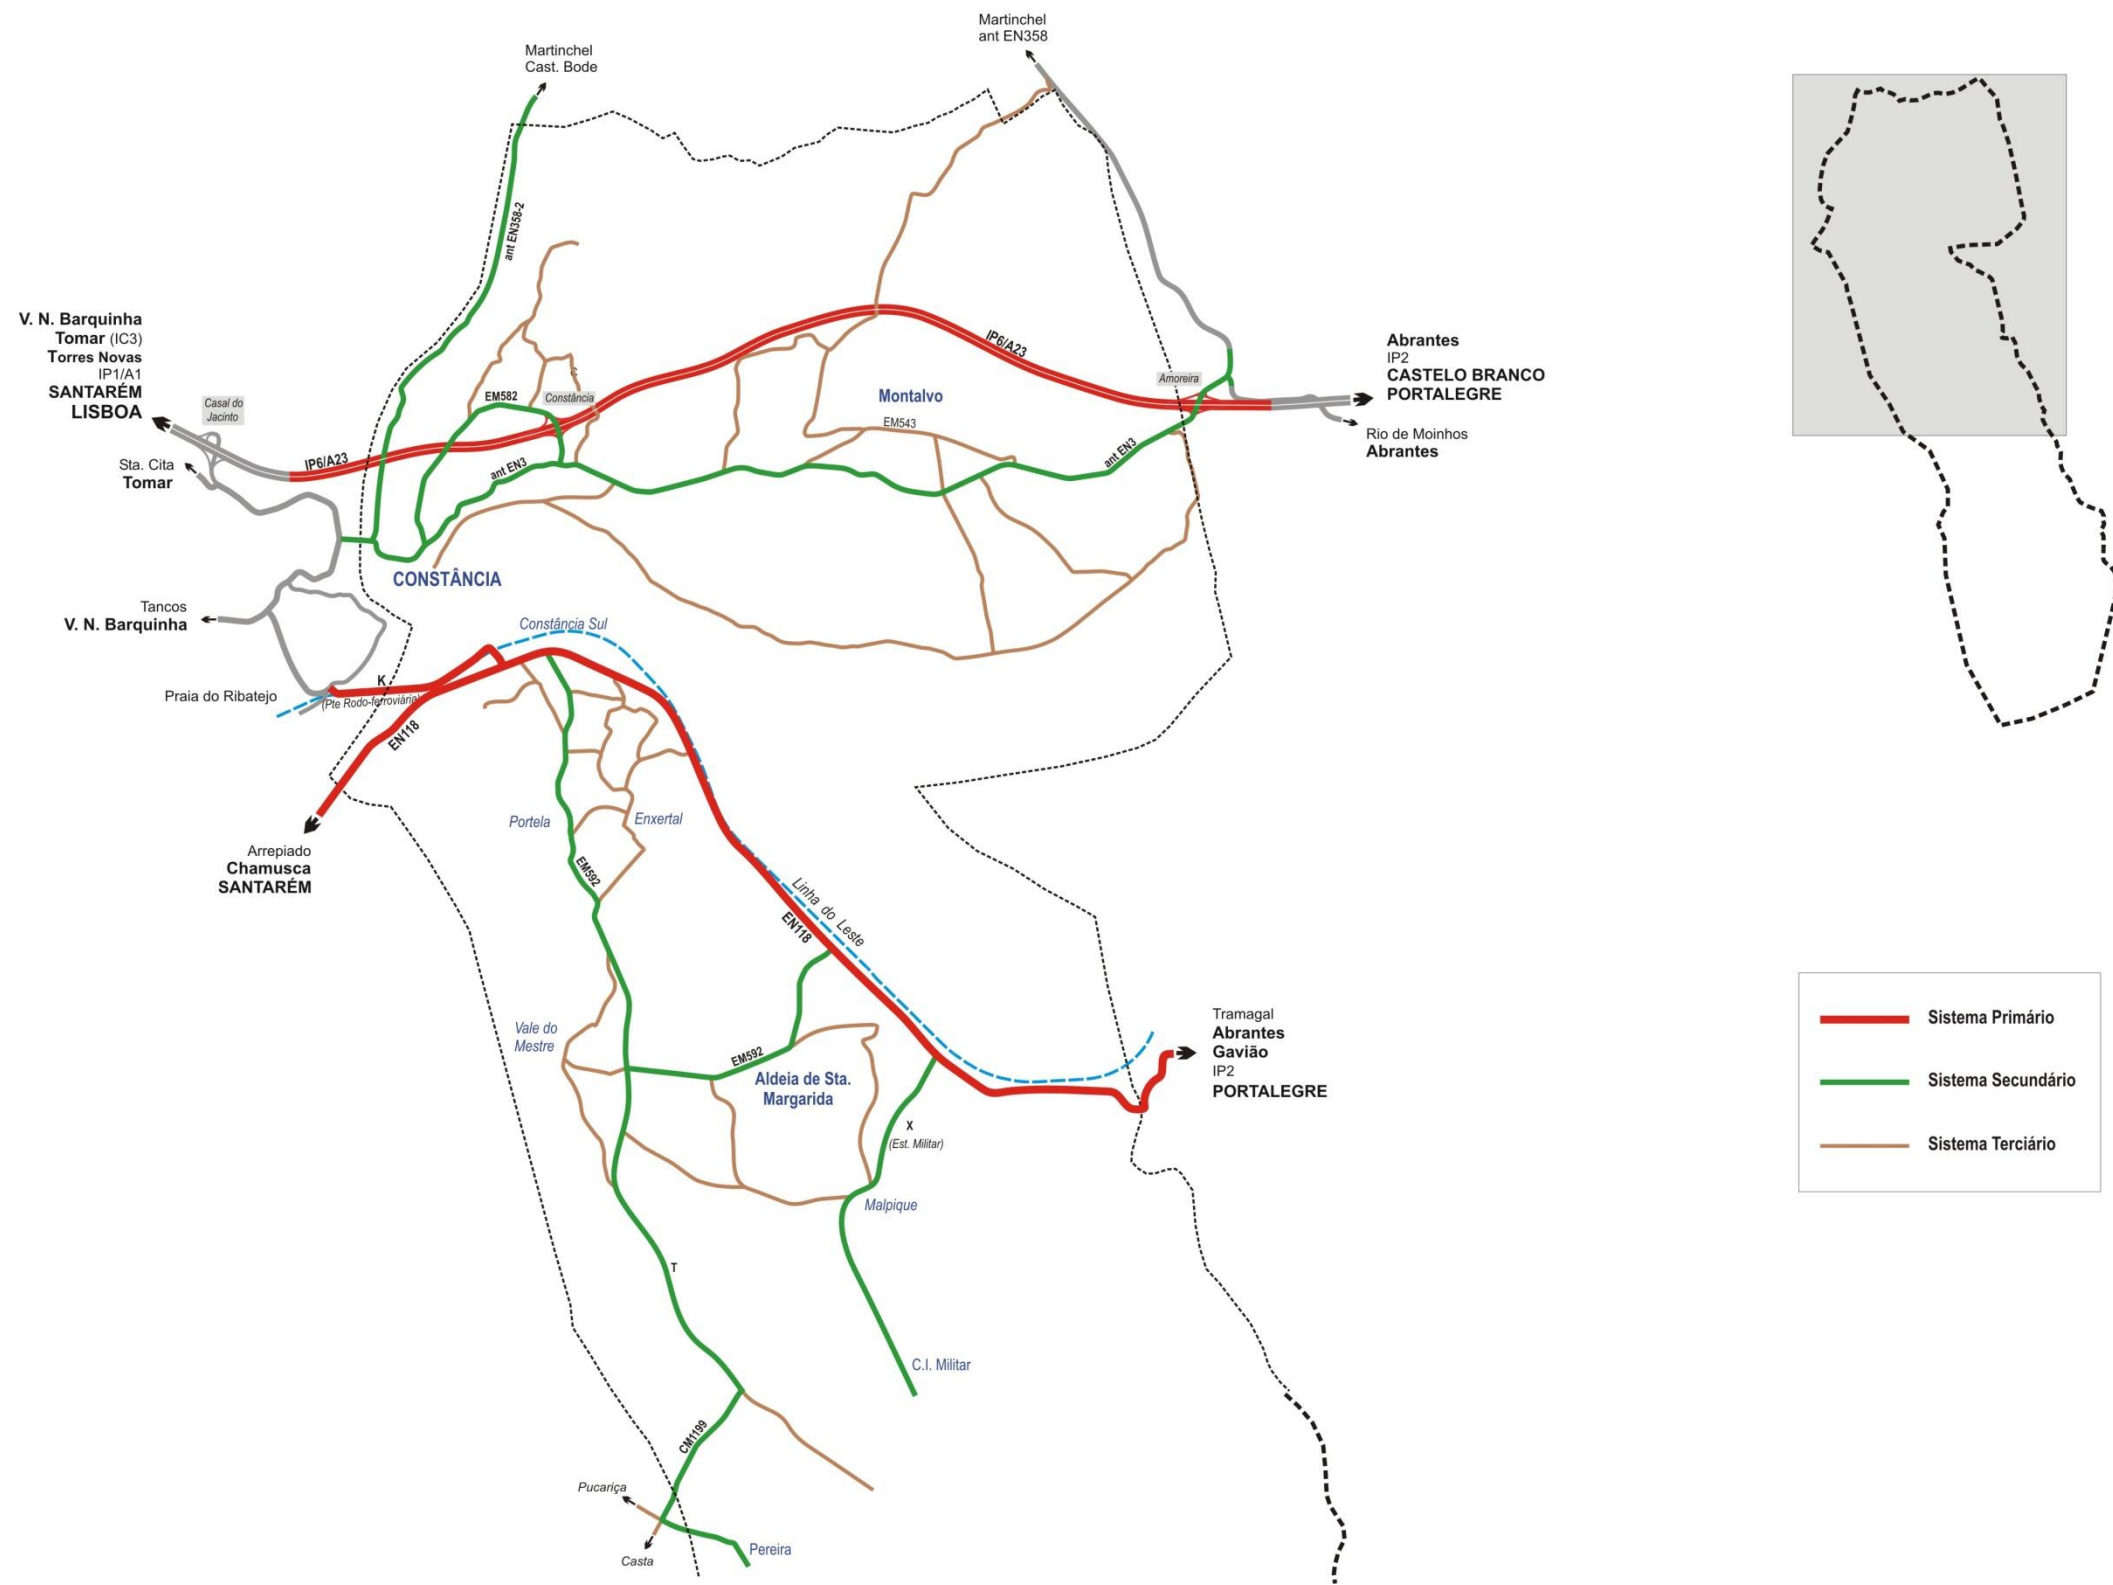 Martinchel
ant EN358
Martinchel
Cast. Bode
ant EN358-2
V. N. Barquinha
Tomar (IC3)
Torres Novas
IP1/A1
SANTARÉM
LISBOA
Casal do
Jacinto
Sta. Cita
Tomar
IP6/A23
EM582
Constância
ant EN3
IP6/A23
Montalvo
EM543
Amoreira
ant EN3
Abrantes
IP2
CASTELO BRANCO
PORTALEGRE
Rio de Moinhos
Abrantes
CONSTÂNCIA
Tancos
V. N. Barquinha
Constância Sul
Praia do Ribatejo
K
(Pte Rodo-ferroviária)
EN118
Arrepiado
Chamusca
SANTARÉM
Portela
Enxertal
EM592
Linha do Leste
EN118
Vale do
Mestre
EM592
Aldeia de Sta.
Margarida
X
(Est. Militar)
Malpique
Tramagal
Abrantes
Gavião
IP2
PORTALEGRE
T
C.I. Militar
CM1199
Pucariça
Casta
Pereira
Sistema Primário
Sistema Secundário
Sistema Terciário